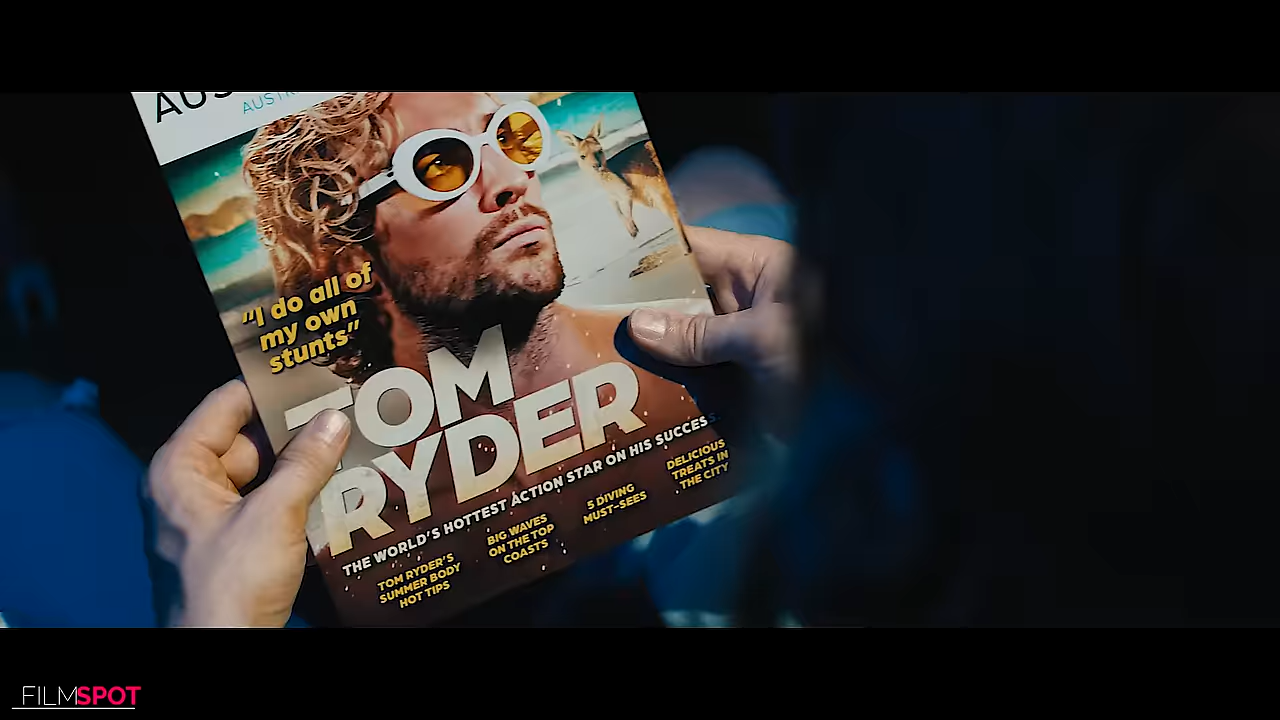 "I do all of
my own
stunts"
TOM
RYDER
THE WORLD'S HOTTEST ACTION STAR ON HIS SUCCESS
TOM RYDER'S
SUMMER BODY
HOT TIPS
BIG WAVES
ON THE TOP
COASTS
5 DIVING
MUST-SEES
DELICIOUS
TREATS IN
THE CITY
FILMSPOT